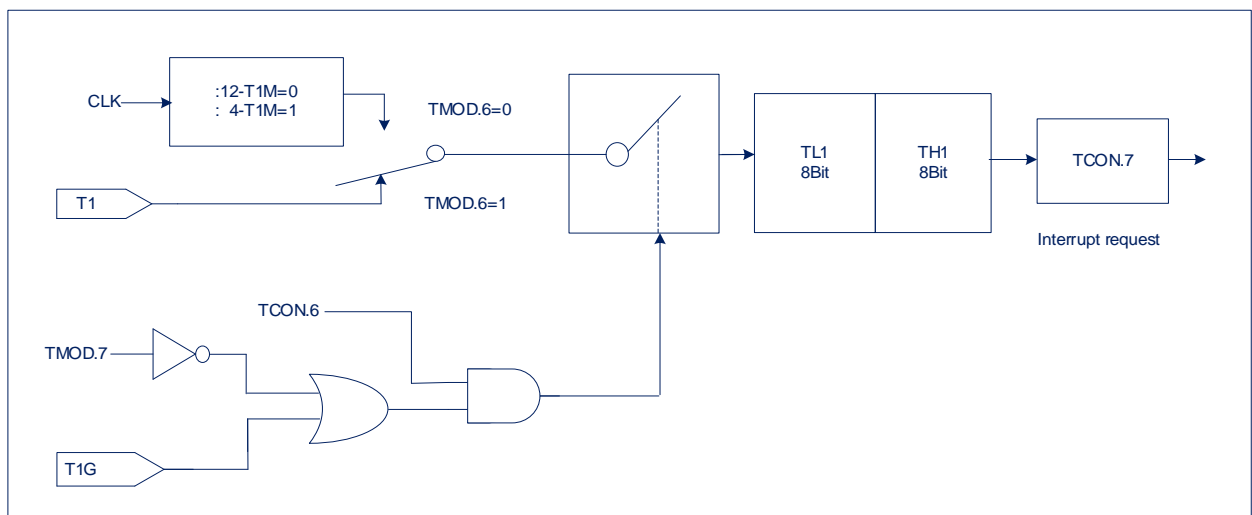 CLK
:12-T1M=0
: 4-T1M=1
TMOD.6=0
T1
TMOD.6=1
TL1
8Bit
TH1
8Bit
TCON.7
Interrupt request
TCON.6
TMOD.7
T1G